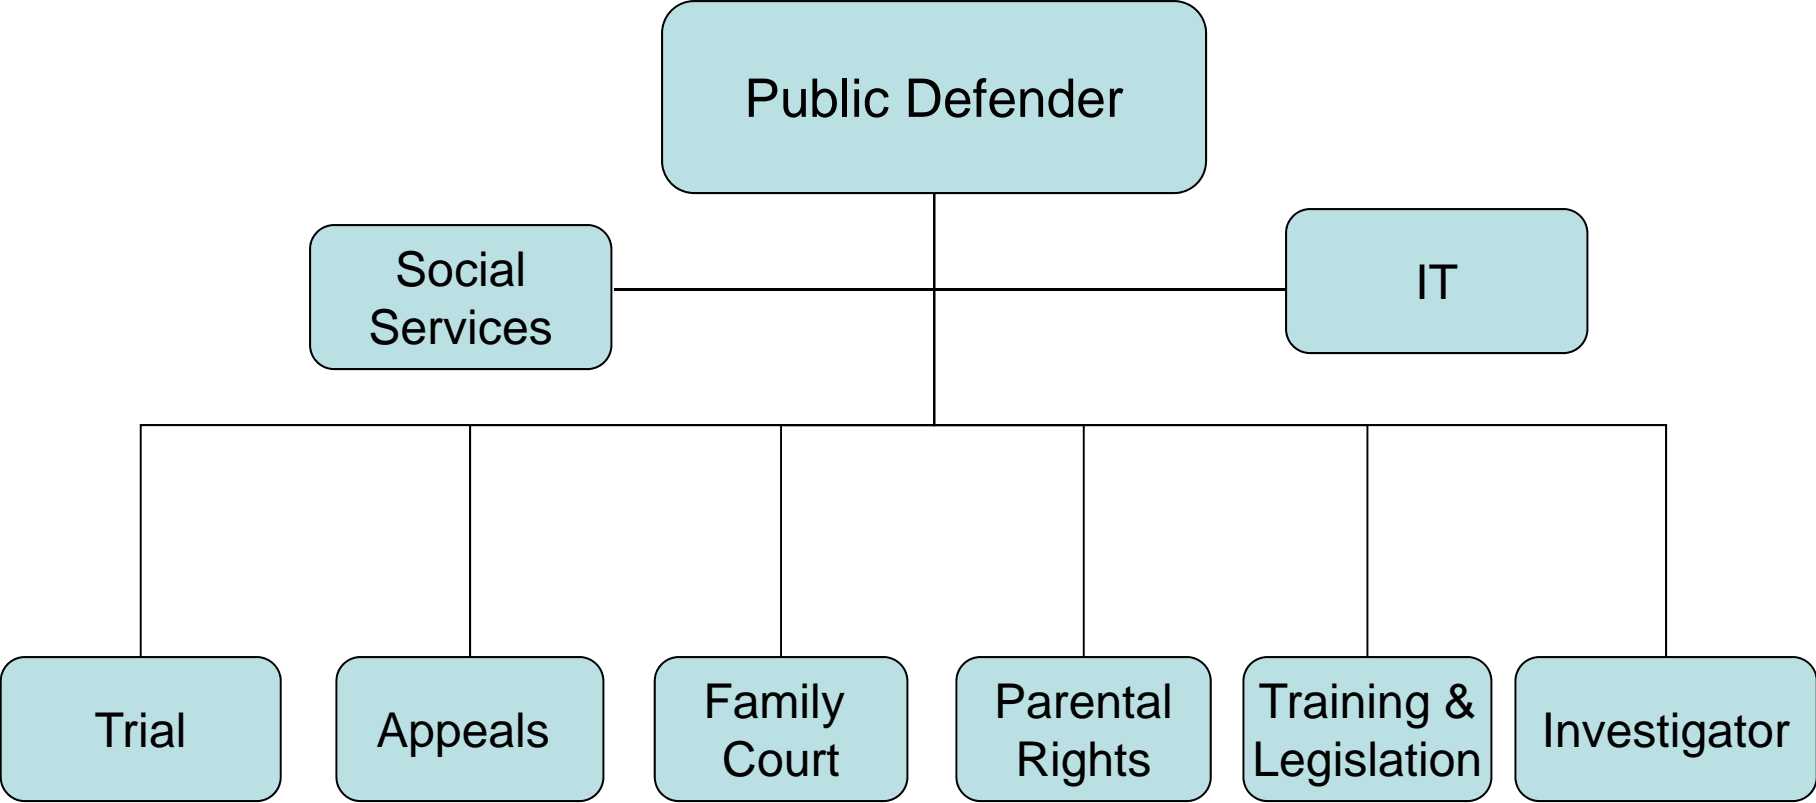 Public Defender
Social
Services
IT
Trial
Appeals
Family
Court
Parental
Rights
Training &
Legislation
Investigator